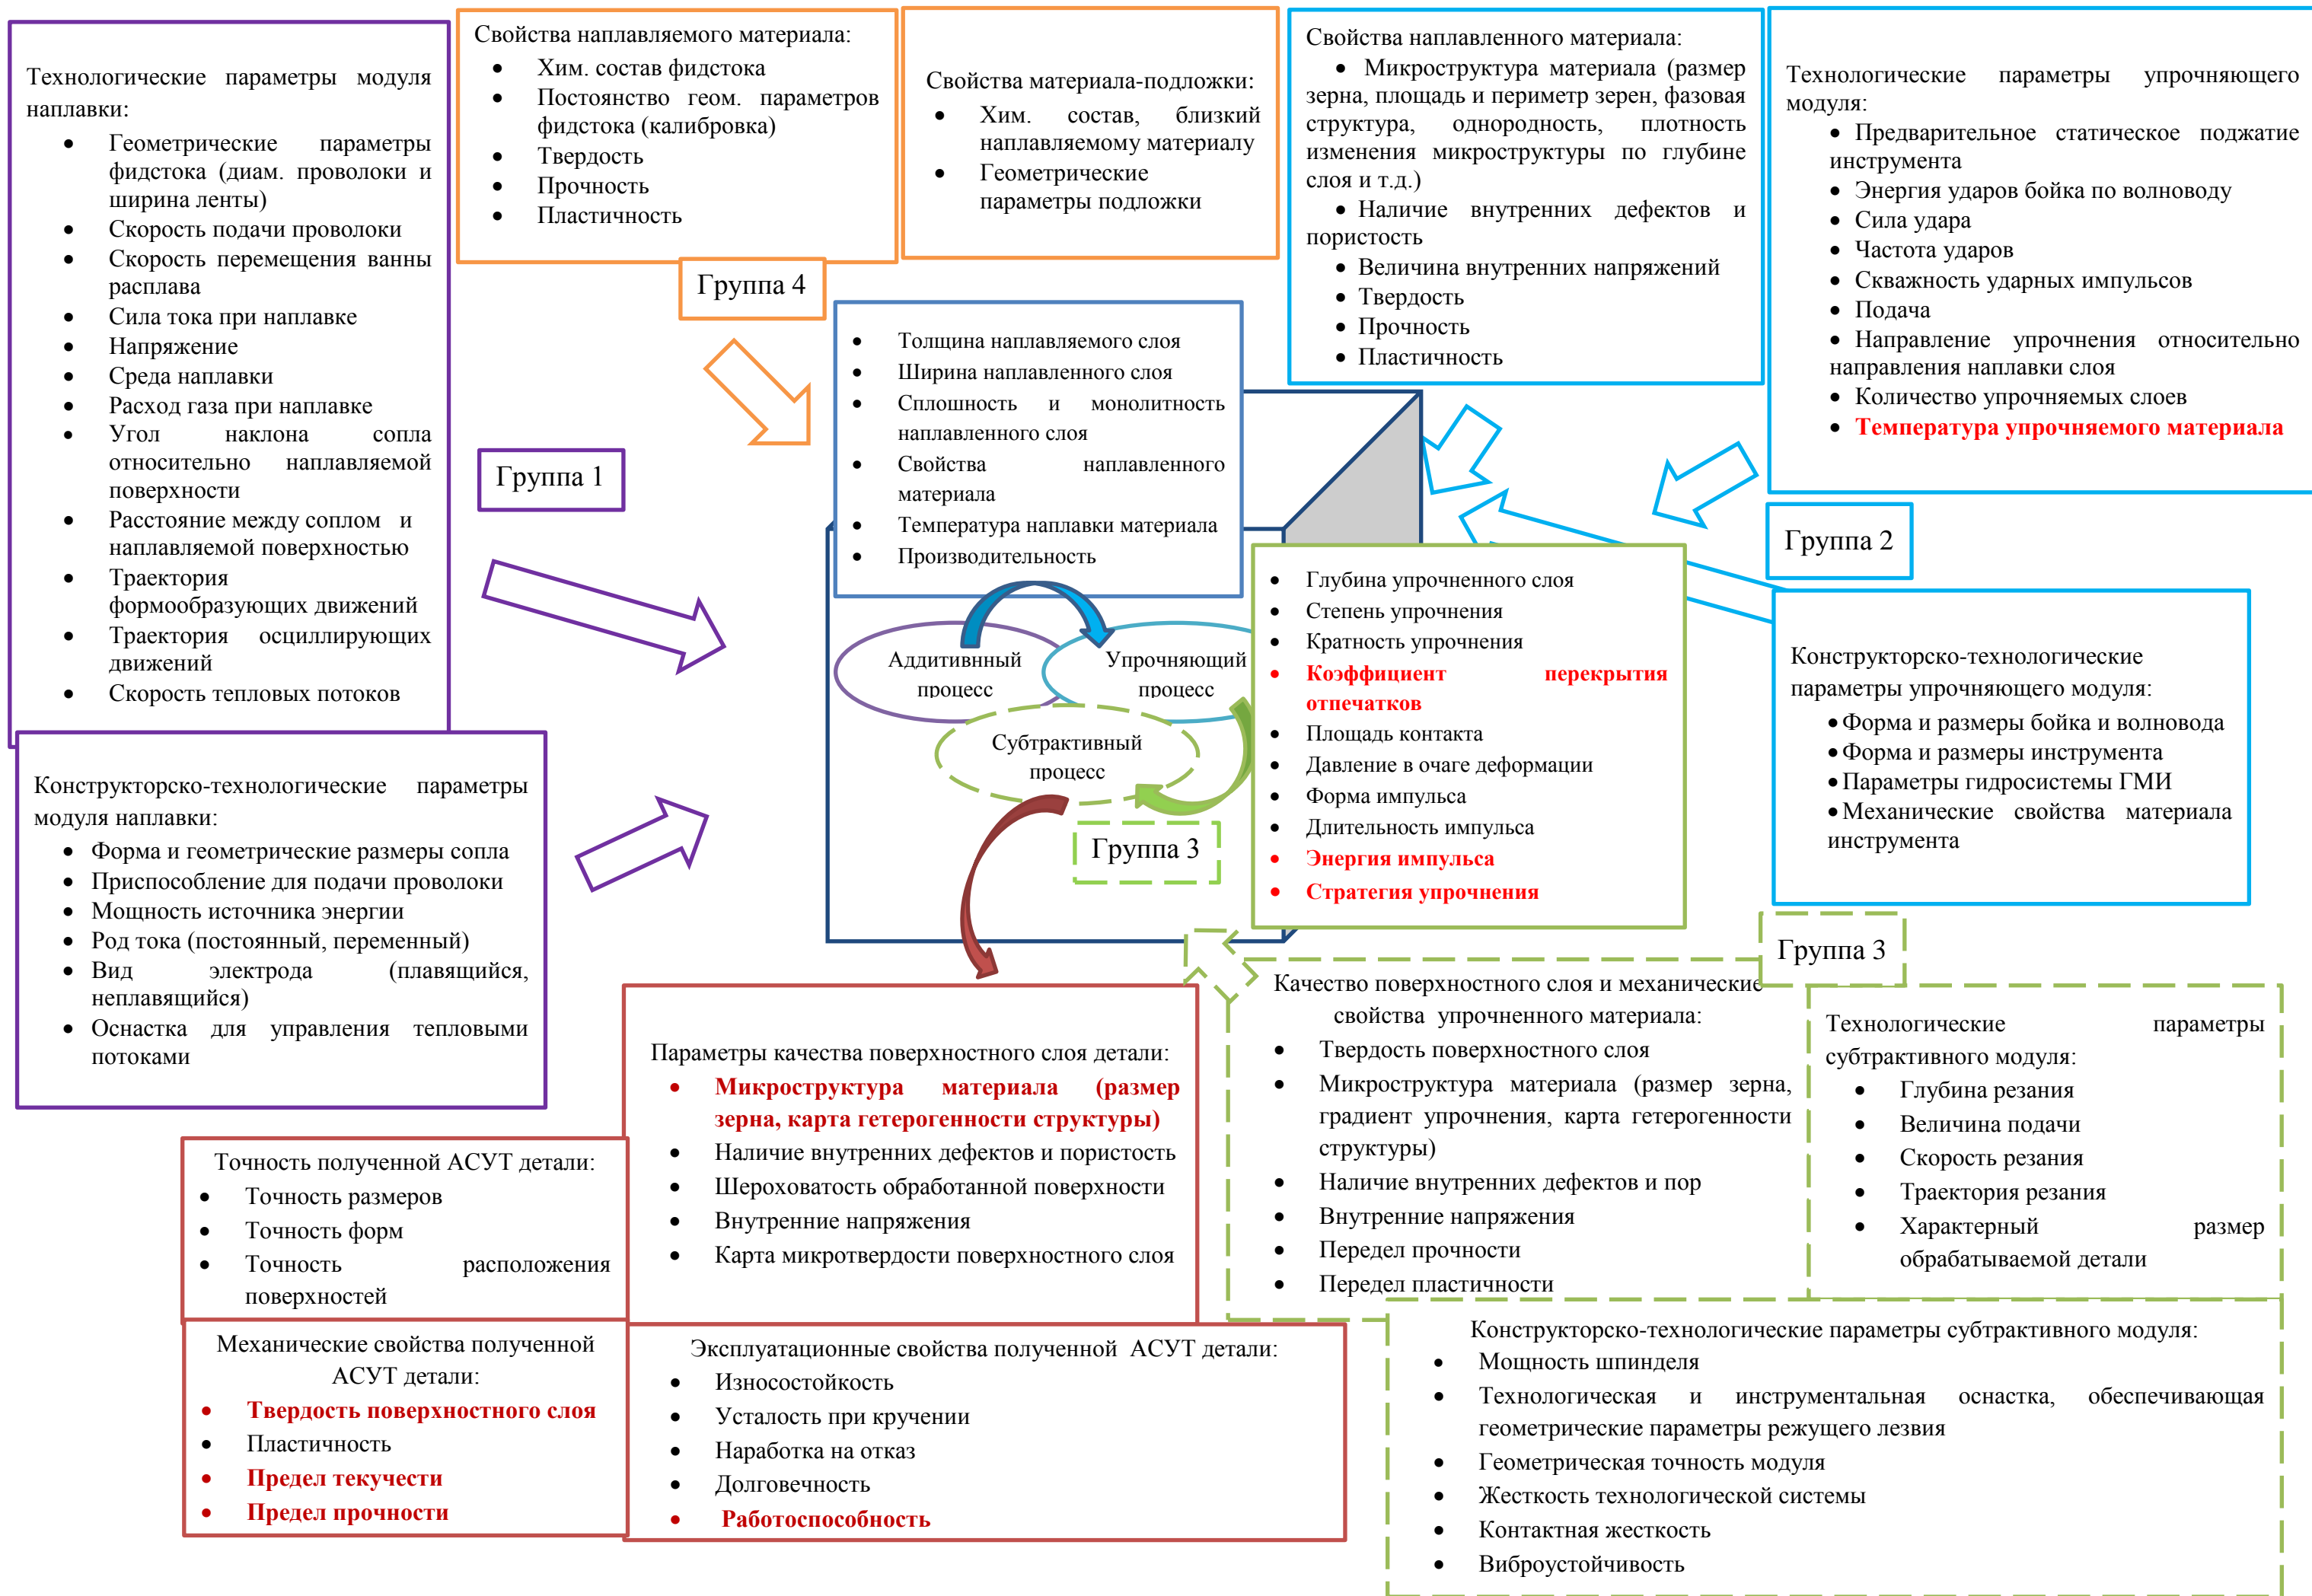 Технологические параметры модуля
наплавки:
• Геометрические параметры
фидстока (диам. проволоки и
ширина ленты)
• Скорость подачи проволоки
• Скорость перемещения ванны
расплава
• Сила тока при наплавке
• Напряжение
• Среда наплавки
• Расход газа при наплавке
• Угол наклона сопла
относительно наплавляемой
поверхности
• Расстояние между соплом и
наплавляемой поверхностью
• Траектория
формообразующих движений
• Траектория осциллирующих
движений
• Скорость тепловых потоков
Конструкторско-технологические параметры
модуля наплавки:
• Форма и геометрические размеры сопла
• Приспособление для подачи проволоки
• Мощность источника энергии
• Род тока (постоянный, переменный)
• Вид электрода (плавящийся,
неплавящийся)
• Оснастка для управления тепловыми
потоками
Группа 1
Свойства наплавляемого материала:
• Хим. состав фидстока
• Постоянство геом. параметров
фидстока (калибровка)
• Твердость
• Прочность
• Пластичность
Свойства материала-подложки:
• Хим. состав, близкий
наплавляемому материалу
• Геометрические
параметры подложки
Группа 4
• Толщина наплавляемого слоя
• Ширина наплавленного слоя
• Сплошность и монолитность
наплавленного слоя
• Свойства наплавленного
материала
• Температура наплавки материала
• Производительность
Свойства наплавленного материала:
• Микроструктура материала (размер
зерна, площадь и периметр зерен, фазовая
структура, однородность, плотность
изменения микроструктуры по глубине
слоя и т.д.)
• Наличие внутренних дефектов и
пористость
• Величина внутренних напряжений
• Твердость
• Прочность
• Пластичность
Технологические параметры упрочняющего
модуля:
• Предварительное статическое поджатие
инструмента
• Энергия ударов бойка по волноводу
• Сила удара
• Частота ударов
• Скважность ударных импульсов
• Подача
• Направление упрочнения относительно
направления наплавки слоя
• Количество упрочняемых слоев
• Температура упрочняемого материала
Группа 2
Конструкторско-технологические
параметры упрочняющего модуля:
• Форма и размеры бойка и волновода
• Форма и размеры инструмента
• Параметры гидросистемы ГМИ
• Механические свойства материала
инструмента
Аддитивнный
процесс
Упрочняющий
процесс
Субтрактивный
процесс
Группа 3
• Глубина упрочненного слоя
• Степень упрочнения
• Кратность упрочнения
• Коэффициент перекрытия
отпечатков
• Площадь контакта
• Давление в очаге деформации
• Форма импульса
• Длительность импульса
• Энергия импульса
• Стратегия упрочнения
Группа 3
Качество поверхностного слоя и механические
свойства упрочненного материала:
• Твердость поверхностного слоя
• Микроструктура материала (размер зерна,
градиент упрочнения, карта гетерогенности
структуры)
• Наличие внутренних дефектов и пор
• Внутренние напряжения
• Передел прочности
• Передел пластичности
Технологические параметры
субтрактивного модуля:
• Глубина резания
• Величина подачи
• Скорость резания
• Траектория резания
• Характерный размер
обрабатываемой детали
Конструкторско-технологические параметры субтрактивного модуля:
• Мощность шпинделя
• Технологическая и инструментальная оснастка, обеспечивающая
геометрические параметры режущего лезвия
• Геометрическая точность модуля
• Жесткость технологической системы
• Контактная жесткость
• Виброустойчивость
Параметры качества поверхностного слоя детали:
• Микроструктура материала (размер
зерна, карта гетерогенности структуры)
• Наличие внутренних дефектов и пористость
• Шероховатость обработанной поверхности
• Внутренние напряжения
• Карта микротвердости поверхностного слоя
Точность полученной АСУТ детали:
• Точность размеров
• Точность форм
• Точность расположения
поверхностей
Механические свойства полученной
АСУТ детали:
• Твердость поверхностного слоя
• Пластичность
• Предел текучести
• Предел прочности
Эксплуатационные свойства полученной АСУТ детали:
• Износостойкость
• Усталость при кручении
• Наработка на отказ
• Долговечность
• Работоспособность